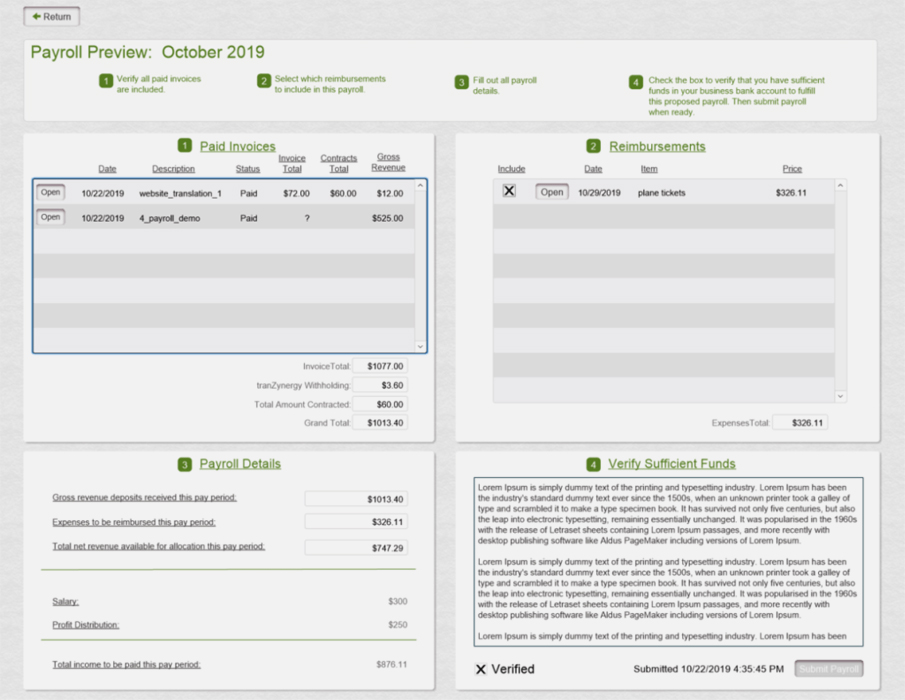 Return
Payroll Preview: October 2019
1 Verify all paid invoices
are included.
2 Select which reimbursements
to include in this payroll.
3 Fill out all payroll
details.
4 Check the box to verify that you have sufficient
funds in your business bank account to fulfill
this proposed payroll. Then submit payroll
when ready.
1 Paid Invoices
Date Description Status Invoice Total Contracts Total Gross Revenue
Open 10/22/2019 website_translation_1 Paid $72.00 $60.00 $12.00
Open 10/22/2019 4_payroll_demo Paid ? $525.00
InvoiceTotal: $1077.00
tranZynergy Withholding: $3.60
Total Amount Contracted: $60.00
Grand Total: $1013.40
2 Reimbursements
Include Date Item Price
X Open 10/29/2019 plane tickets $326.11
ExpensesTotal: $326.11
3 Payroll Details
Gross revenue deposits received this pay period: $1013.40
Expenses to be reimbursed this pay period: $326.11
Total net revenue available for allocation this pay period: $747.29
Salary: $300
Profit Distribution: $250
Total income to be paid this pay period: $876.11
4 Verify Sufficient Funds
Lorem Ipsum is simply dummy text of the printing and typesetting industry. Lorem Ipsum has been
the industry's standard dummy text ever since the 1500s, when an unknown printer took a galley of
type and scrambled it to make a type specimen book. It has survived not only five centuries, but also
the leap into electronic typesetting, remaining essentially unchanged. It was popularised in the 1960s
with the release of Letraset sheets containing Lorem Ipsum passages, and more recently with
desktop publishing software like Aldus PageMaker including versions of Lorem Ipsum.
Lorem Ipsum is simply dummy text of the printing and typesetting industry. Lorem Ipsum has been
the industry's standard dummy text ever since the 1500s, when an unknown printer took a galley of
type and scrambled it to make a type specimen book. It has survived not only five centuries, but also
the leap into electronic typesetting, remaining essentially unchanged. It was popularised in the 1960s
with the release of Letraset sheets containing Lorem Ipsum passages, and more recently with
desktop publishing software like Aldus PageMaker including versions of Lorem Ipsum.
Lorem Ipsum is simply dummy text of the printing and typesetting industry. Lorem Ipsum has been
X Verified Submitted 10/22/2019 4:35:45 PM Submit Payroll